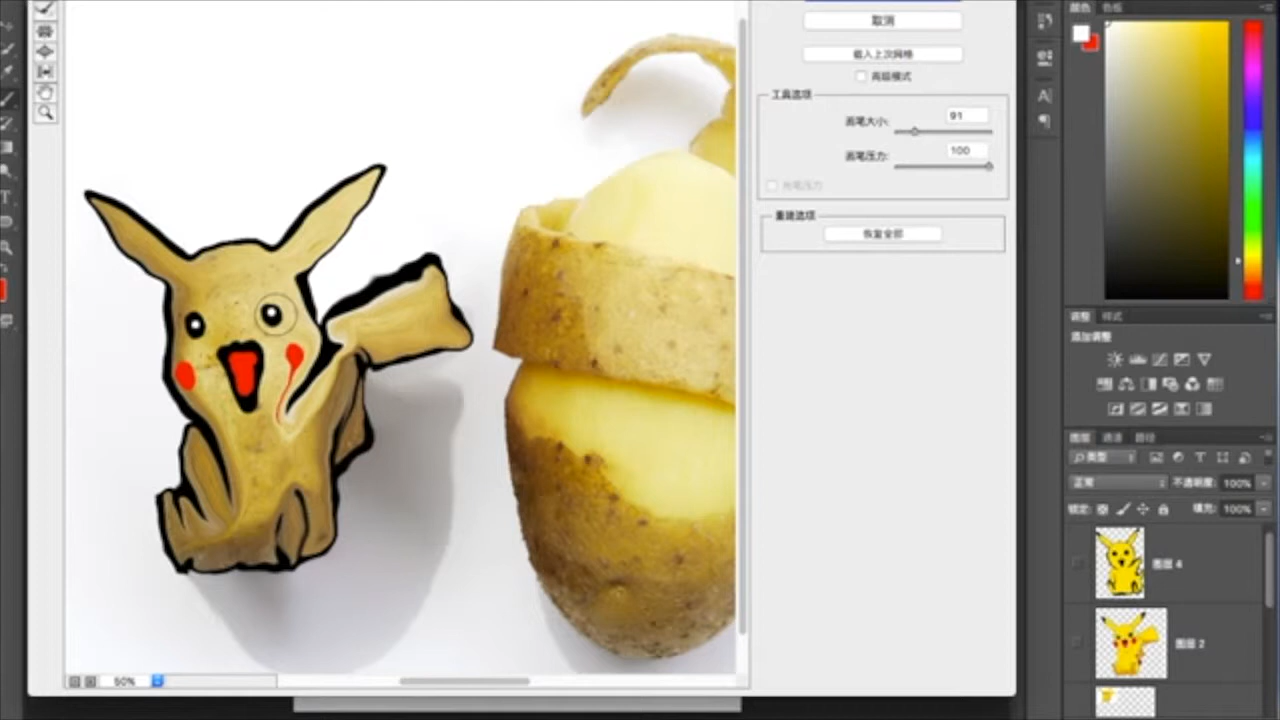 颜色 色板
取消
载入上次网格
高级模式
工具选项
画笔大小: 91
画笔压力: 100
光笔压力
重建选项
恢复全部
调整 样式
添加调整
图层 通道 路径
类型
正常 不透明度: 100%
锁定: 填充: 100%
图层 4
图层 2
50%